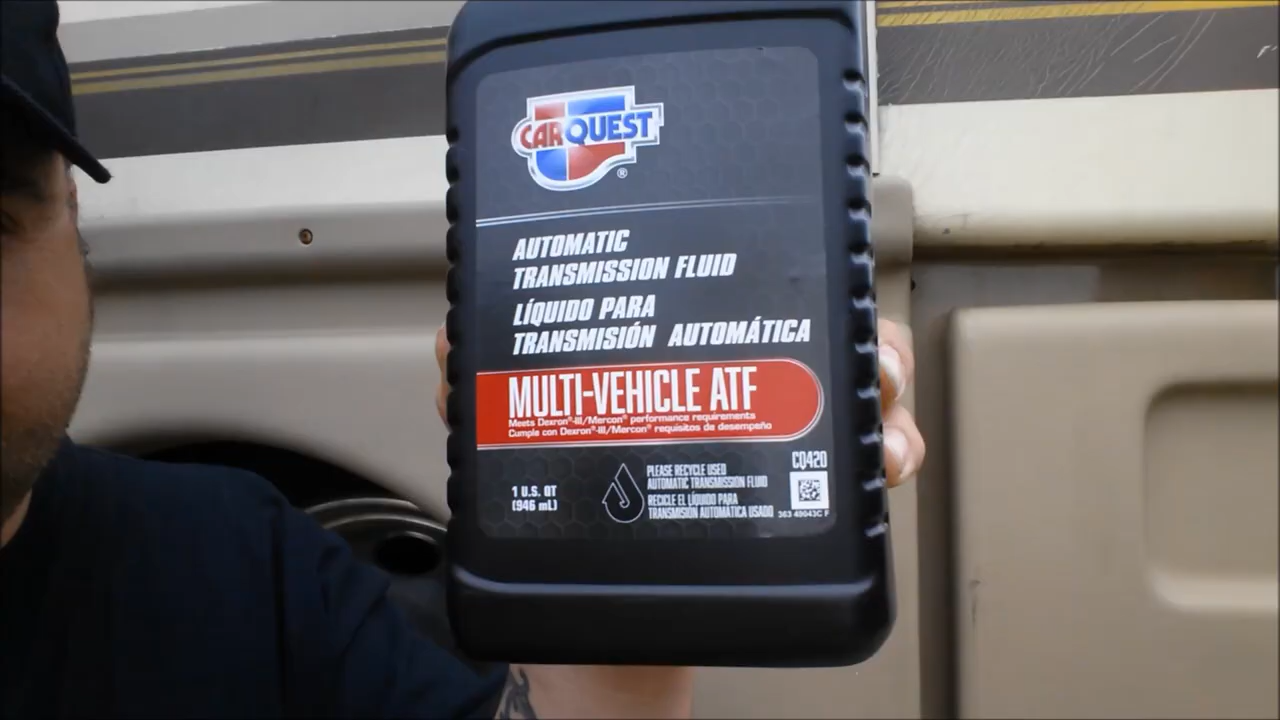 CARQUEST
®
AUTOMATIC
TRANSMISSION FLUID
LÍQUIDO PARA
TRANSMISIÓN AUTOMÁTICA
MULTI-VEHICLE ATF
Meets Dexron®-III/Mercon® performance requirements
Cumple con Dexron®-III/Mercon® requisitos de desempeño
1 U.S. QT
(946 mL)
PLEASE RECYCLE USED
AUTOMATIC TRANSMISSION FLUID
RECICLE EL LÍQUIDO PARA
TRANSMISIÓN AUTOMÁTICA USADO
CQ420
363 49043C F